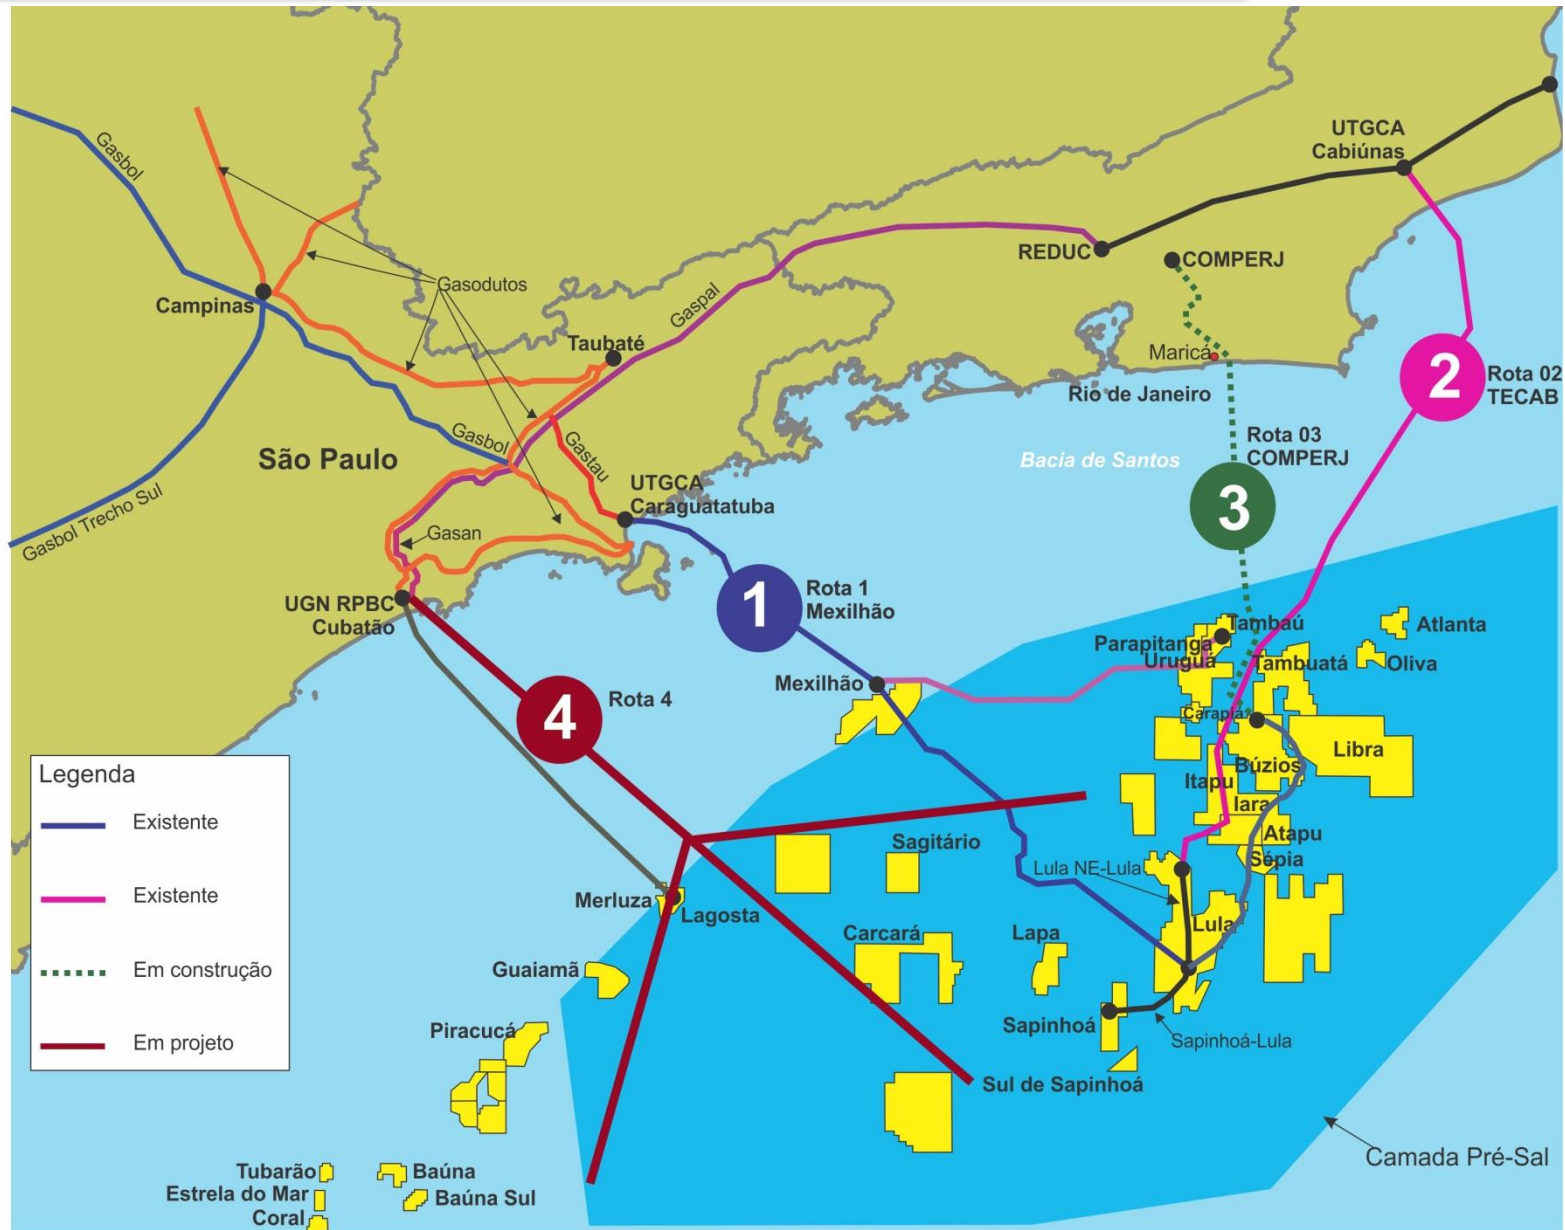 UTGCA
Cabiúnas
Gasbol
REDUC
COMPERJ
Campinas
Gasodutos
Gaspal
Taubaté
Maricá
Rio de Janeiro
2
Rota 02
TECAB
São Paulo
Gasbol
Gastau
Rota 03
COMPERJ
Bacia de Santos
3
UTGCA
Caraguatatuba
Gasbol Trecho Sul
Gasan
UGN RPBC
Cubatão
1
Rota 1
Mexilhão
Tambaú
Parapitanga
Uruguá
Tambuatá
Atlanta
Oliva
Mexilhão
4
Rota 4
Carapiá
Libra
Búzios
Itapu
Iara
Atapu
Sépia
Legenda
Existente
Existente
Em construção
Em projeto
Sagitário
Lula NE-Lula
Merluza
Lagosta
Lula
Carcará
Lapa
Guaiamã
Piracucá
Sapinhoá
Sapinhoá-Lula
Sul de Sapinhoá
Camada Pré-Sal
Tubarão
Baúna
Estrela do Mar
Baúna Sul
Coral